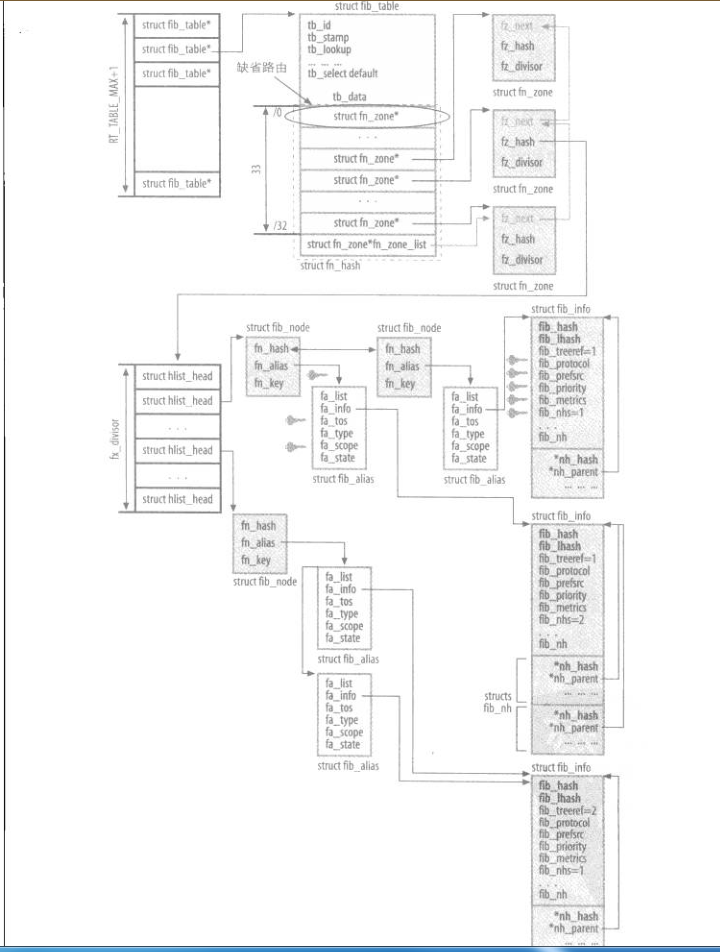 struct fib_table
struct fib_table*
struct fib_table*
struct fib_table*
struct fib_table*
RT_TABLE_MAX+1
tb_id
tb_stamp
tb_lookup
... ... ...
tb_select default
tb_data
缺省路由
/0
33
/32
struct fn_zone*
. . .
struct fn_zone*
struct fn_zone*
. . .
struct fn_zone*
struct fn_zone*fn_zone_list
struct fn_hash
fz_next
fz_hash
fz_divisor
struct fn_zone
fz_next
fz_hash
fz_divisor
struct fn_zone
fz_next
fz_hash
fz_divisor
struct fn_zone
fx_divisor
struct hlist_head
struct hlist_head
. . .
struct hlist_head
. . .
struct hlist_head
struct fib_node
fn_hash
fn_alias
fn_key
struct fib_node
fn_hash
fn_alias
fn_key
fa_list
fa_info
fa_tos
fa_type
fa_scope
fa_state
struct fib_alias
fa_list
fa_info
fa_tos
fa_type
fa_scope
fa_state
struct fib_alias
struct fib_info
fib_hash
fib_lhash
fib_treeref=1
fib_protocol
fib_prefsrc
fib_priority
fib_metrics
fib_nhs=1
. . .
fib_nh
*nh_hash
*nh_parent
... ... ...
fn_hash
fn_alias
fn_key
struct fib_node
fa_list
fa_info
fa_tos
fa_type
fa_scope
fa_state
struct fib_alias
fa_list
fa_info
fa_tos
fa_type
fa_scope
fa_state
struct fib_alias
struct fib_info
fib_hash
fib_lhash
fib_treeref=1
fib_protocol
fib_prefsrc
fib_priority
fib_metrics
fib_nhs=2
. . .
fib_nh
structs
fib_nh
*nh_hash
*nh_parent
... ... ...
*nh_hash
*nh_parent
... ... ...
struct fib_info
fib_hash
fib_lhash
fib_treeref=2
fib_protocol
fib_prefsrc
fib_priority
fib_metrics
fib_nhs=1
. . .
fib_nh
*nh_hash
*nh_parent
... ... ...